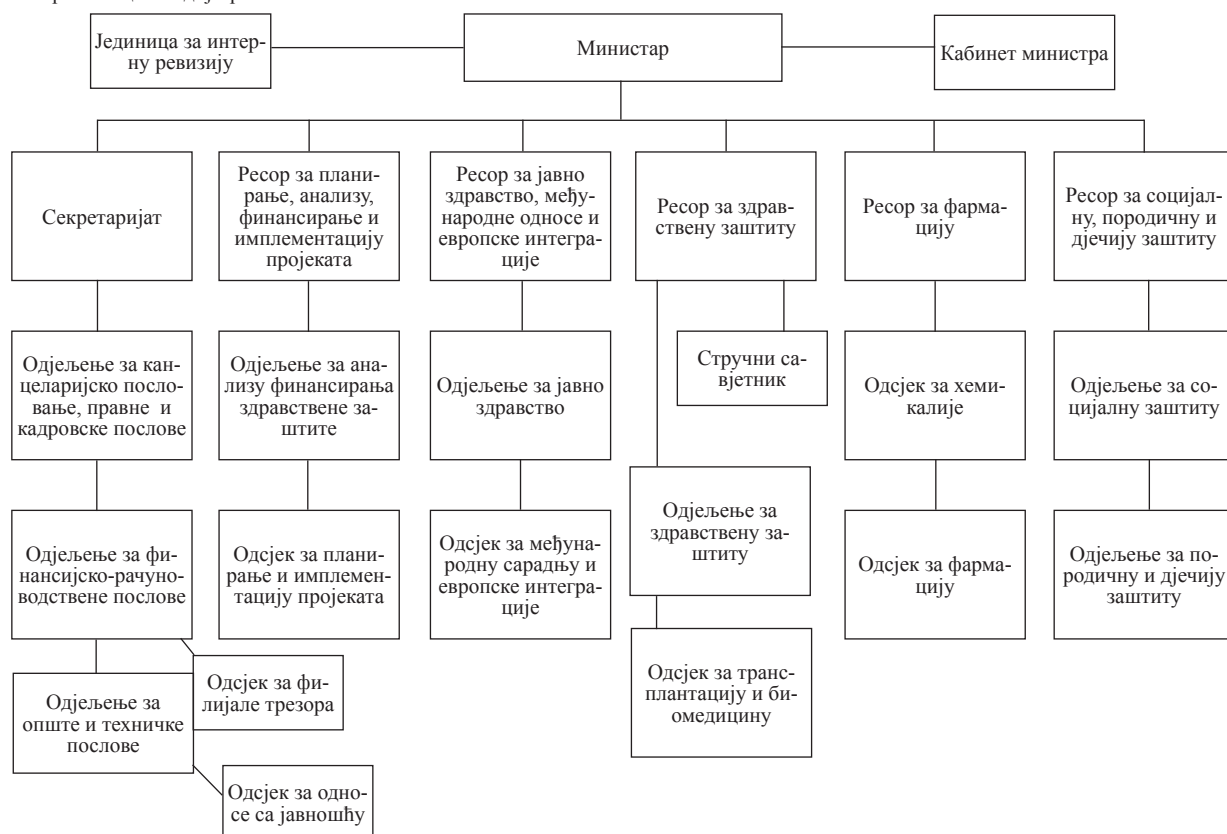 Јединица за интер-
ну ревизију
Министар
Кабинет министра
Секретаријат
Ресор за плани-
рање, анализу,
финансирање и
имплементацију
пројеката
Ресор за јавно
здравство, међу-
народне односе и
европске интегра-
ције
Ресор за здрав-
ствену заштиту
Ресор за фарма-
цију
Ресор за социјал-
ну, породичну и
дјечију заштиту
Одјељење за кан-
целаријско посло-
вање, правне и
кадровске послове
Одјељење за ана-
лизу финансирања
здравствене за-
штите
Одјељење за јавно
здравство
Стручни са-
вјетник
Одсјек за хеми-
калије
Одјељење за со-
цијалну заштиту
Одјељење за фи-
нансијско-рачуно-
водствене послове
Одсјек за плани-
рање и имплемен-
тацију пројеката
Одсјек за међуна-
родну сарадњу и
европске интегра-
ције
Одјељење за
здравствену за-
штиту
Одсјек за фарма-
цију
Одјељење за по-
родичну и дјечију
заштиту
Одсјек за фи-
лијале трезора
Одсјек за транс-
плантацију и би-
омедицину
Одјељење за
опште и техничке
послове
Одсјек за одно-
се са јавношћу